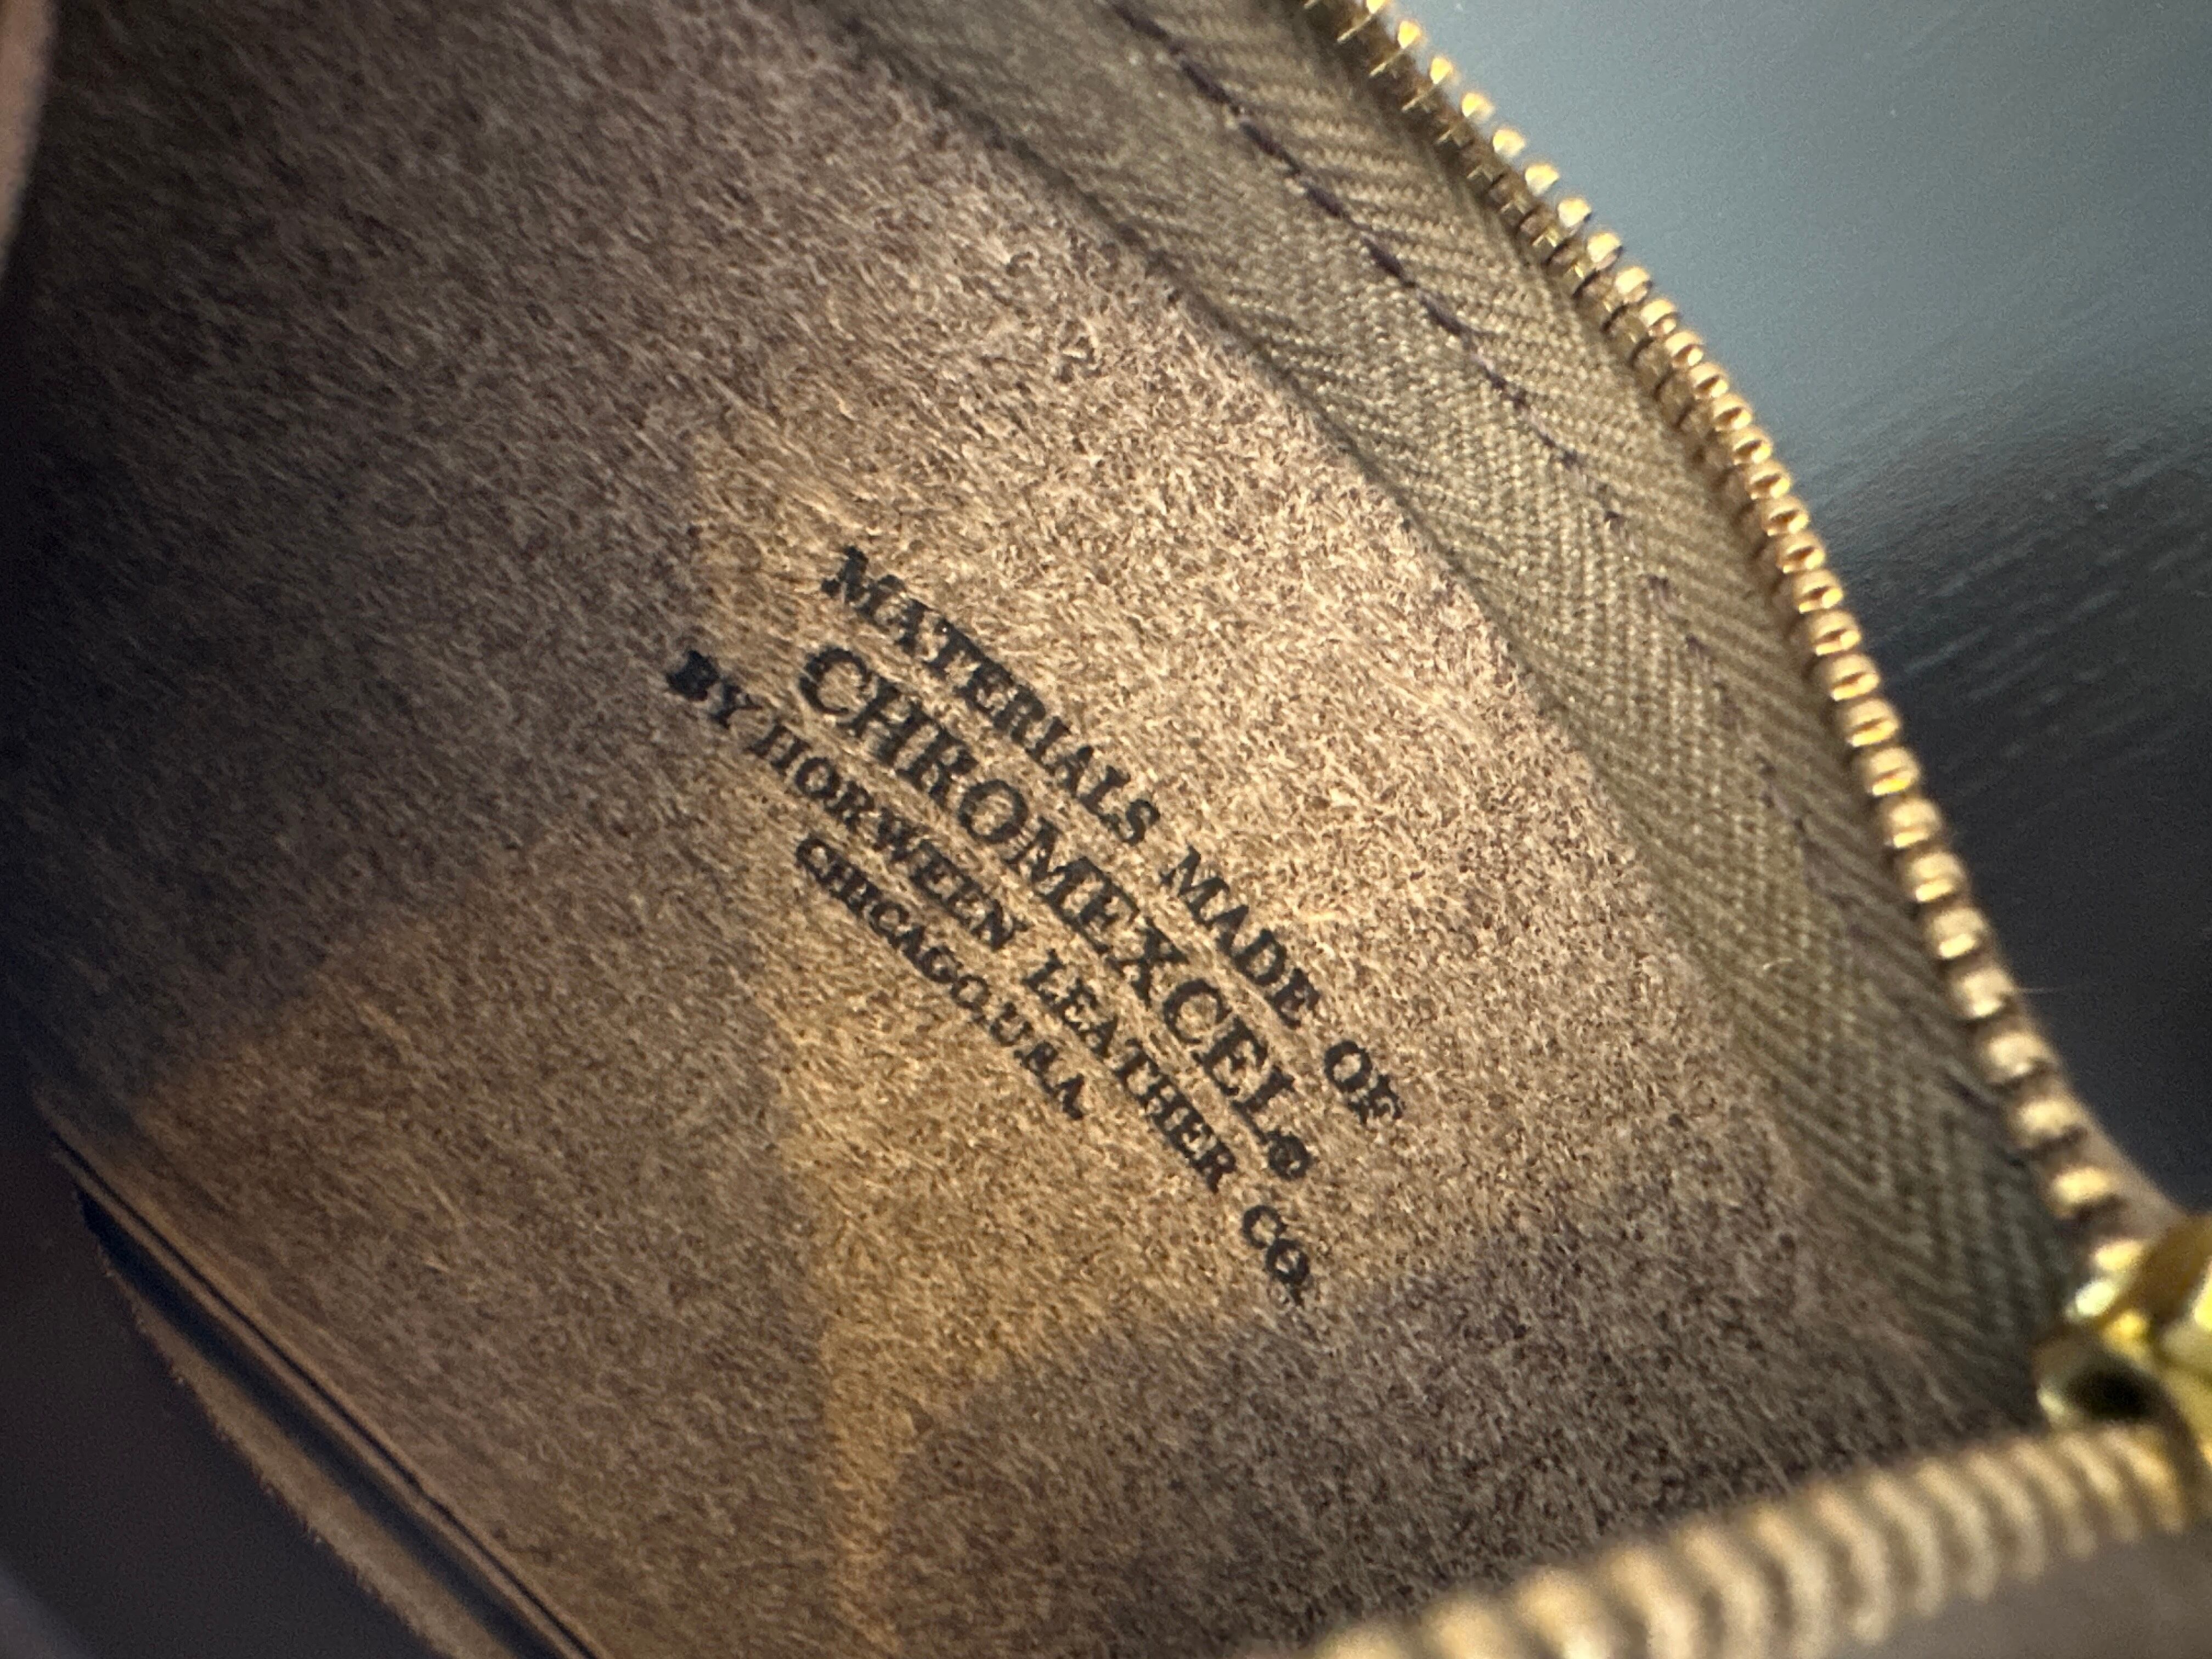 MATERIALS MADE OF
CHROMEXCEL®
BY HORWEEN LEATHER CO.
CHICAGO,U.S.A.